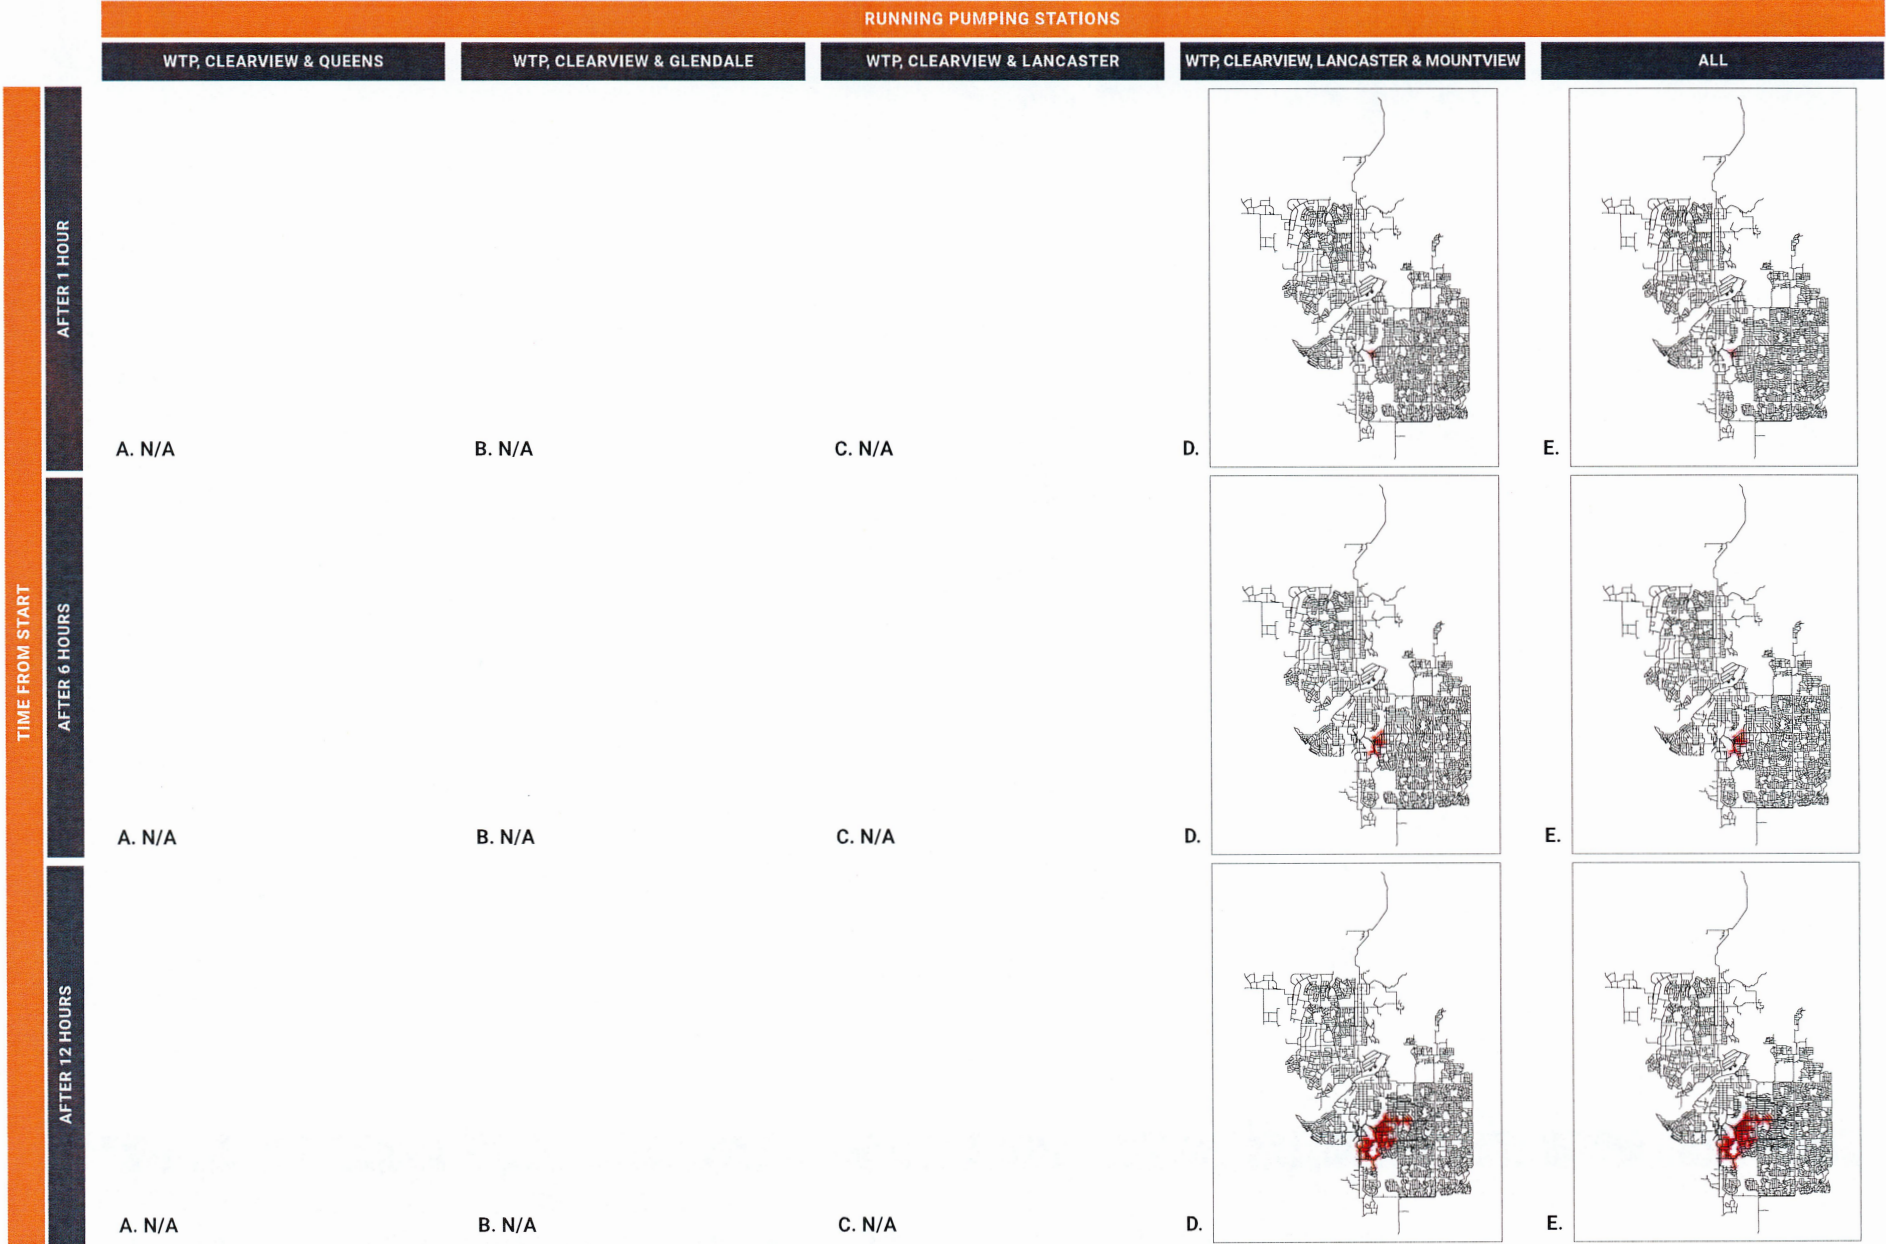 RUNNING PUMPING STATIONS
WTP, CLEARVIEW & QUEENS
WTP, CLEARVIEW & GLENDALE
WTP, CLEARVIEW & LANCASTER
WTP, CLEARVIEW, LANCASTER & MOUNTVIEW
ALL
TIME FROM START
AFTER 1 HOUR
A. N/A
B. N/A
C. N/A
D.
E.
AFTER 6 HOURS
A. N/A
B. N/A
C. N/A
D.
E.
AFTER 12 HOURS
A. N/A
B. N/A
C. N/A
D.
E.